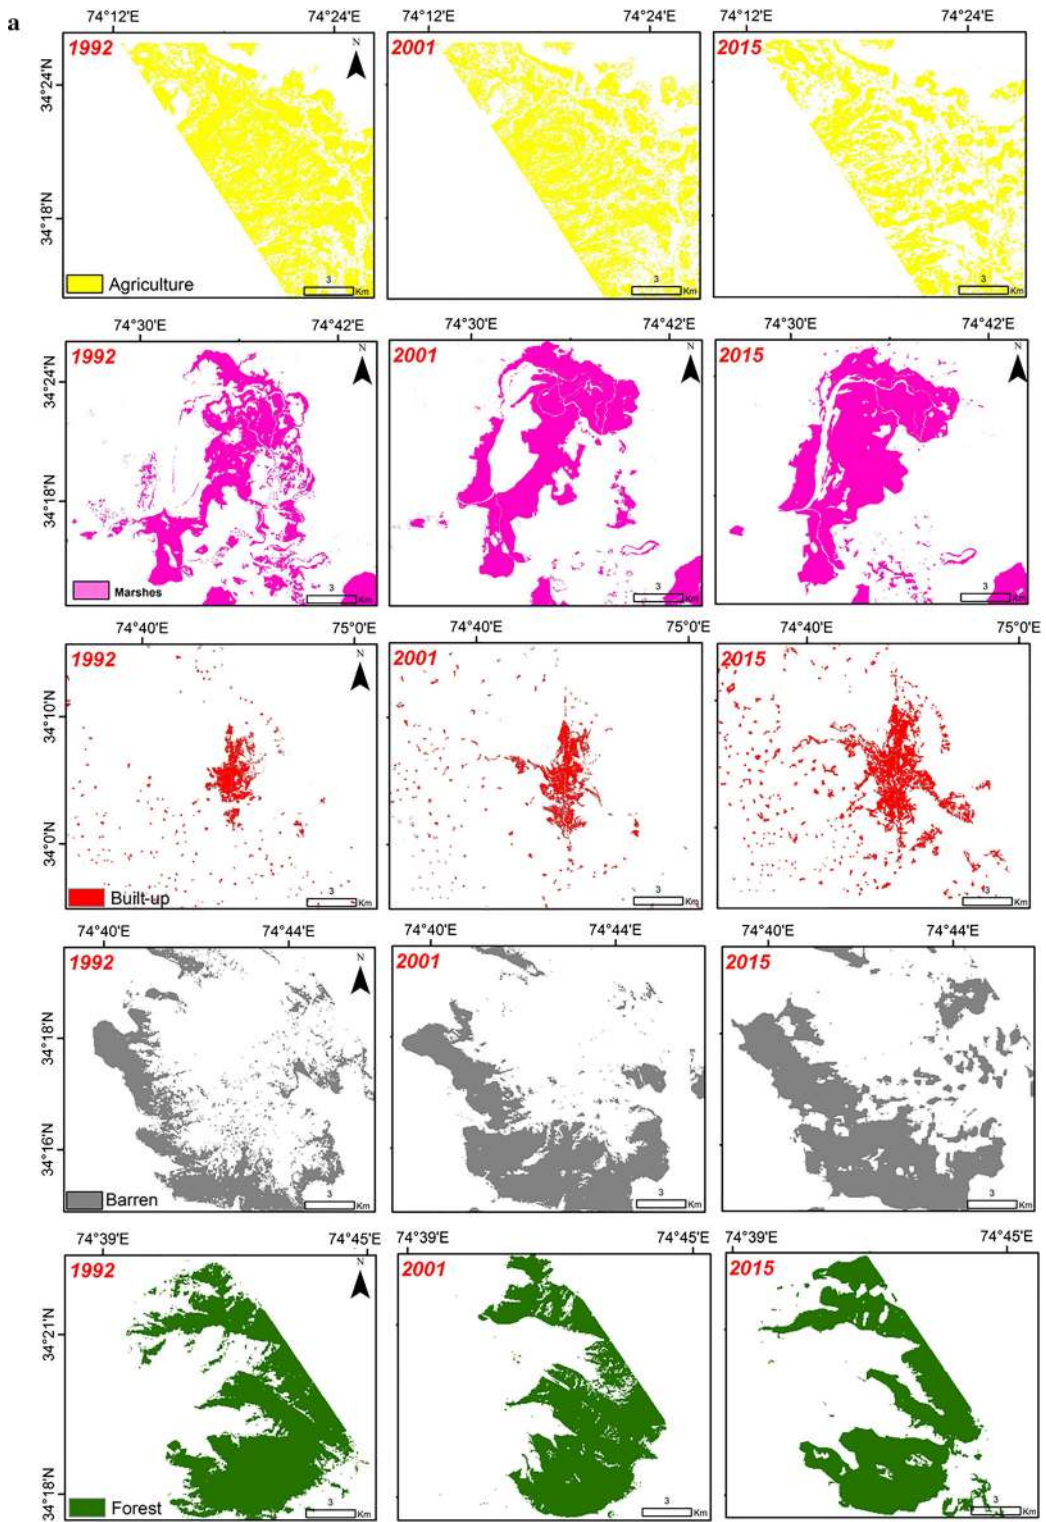 a
74°12'E 74°24'E 74°12'E 74°24'E 74°12'E 74°24'E
1992 N 2001 2015
34°24'N
34°18'N
Agriculture 3 Km 3 Km 3 Km
74°30'E 74°42'E 74°30'E 74°42'E 74°30'E 74°42'E
1992 N 2001 N 2015 N
34°24'N
34°18'N
Marshes 3 Km 3 Km 3 Km
74°40'E 75°0'E 74°40'E 75°0'E 74°40'E 75°0'E
1992 N 2001 2015
34°10'N
34°0'N
Built-up 3 Km 3 Km 3 Km
74°40'E 74°44'E 74°40'E 74°44'E 74°40'E 74°44'E
1992 N 2001 2015
34°18'N
34°16'N
Barren 3 Km 3 Km 3 Km
74°39'E 74°45'E 74°39'E 74°45'E 74°39'E 74°45'E
1992 N 2001 2015
34°21'N
34°18'N
Forest 3 Km 3 Km 3 Km